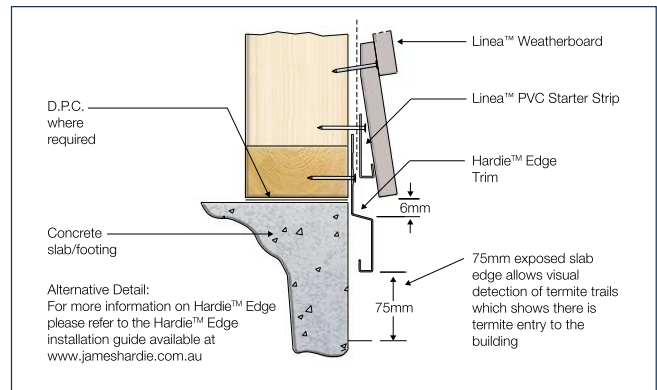 Linea™ Weatherboard
D.P.C.
where
required
Linea™ PVC Starter Strip
Hardie™ Edge
Trim
6mm
Concrete
slab/footing
75mm exposed slab
edge allows visual
detection of termite trails
which shows there is
termite entry to the
building
75mm
Alternative Detail:
For more information on Hardie™ Edge
please refer to the Hardie™ Edge
installation guide available at
www.jameshardie.com.au